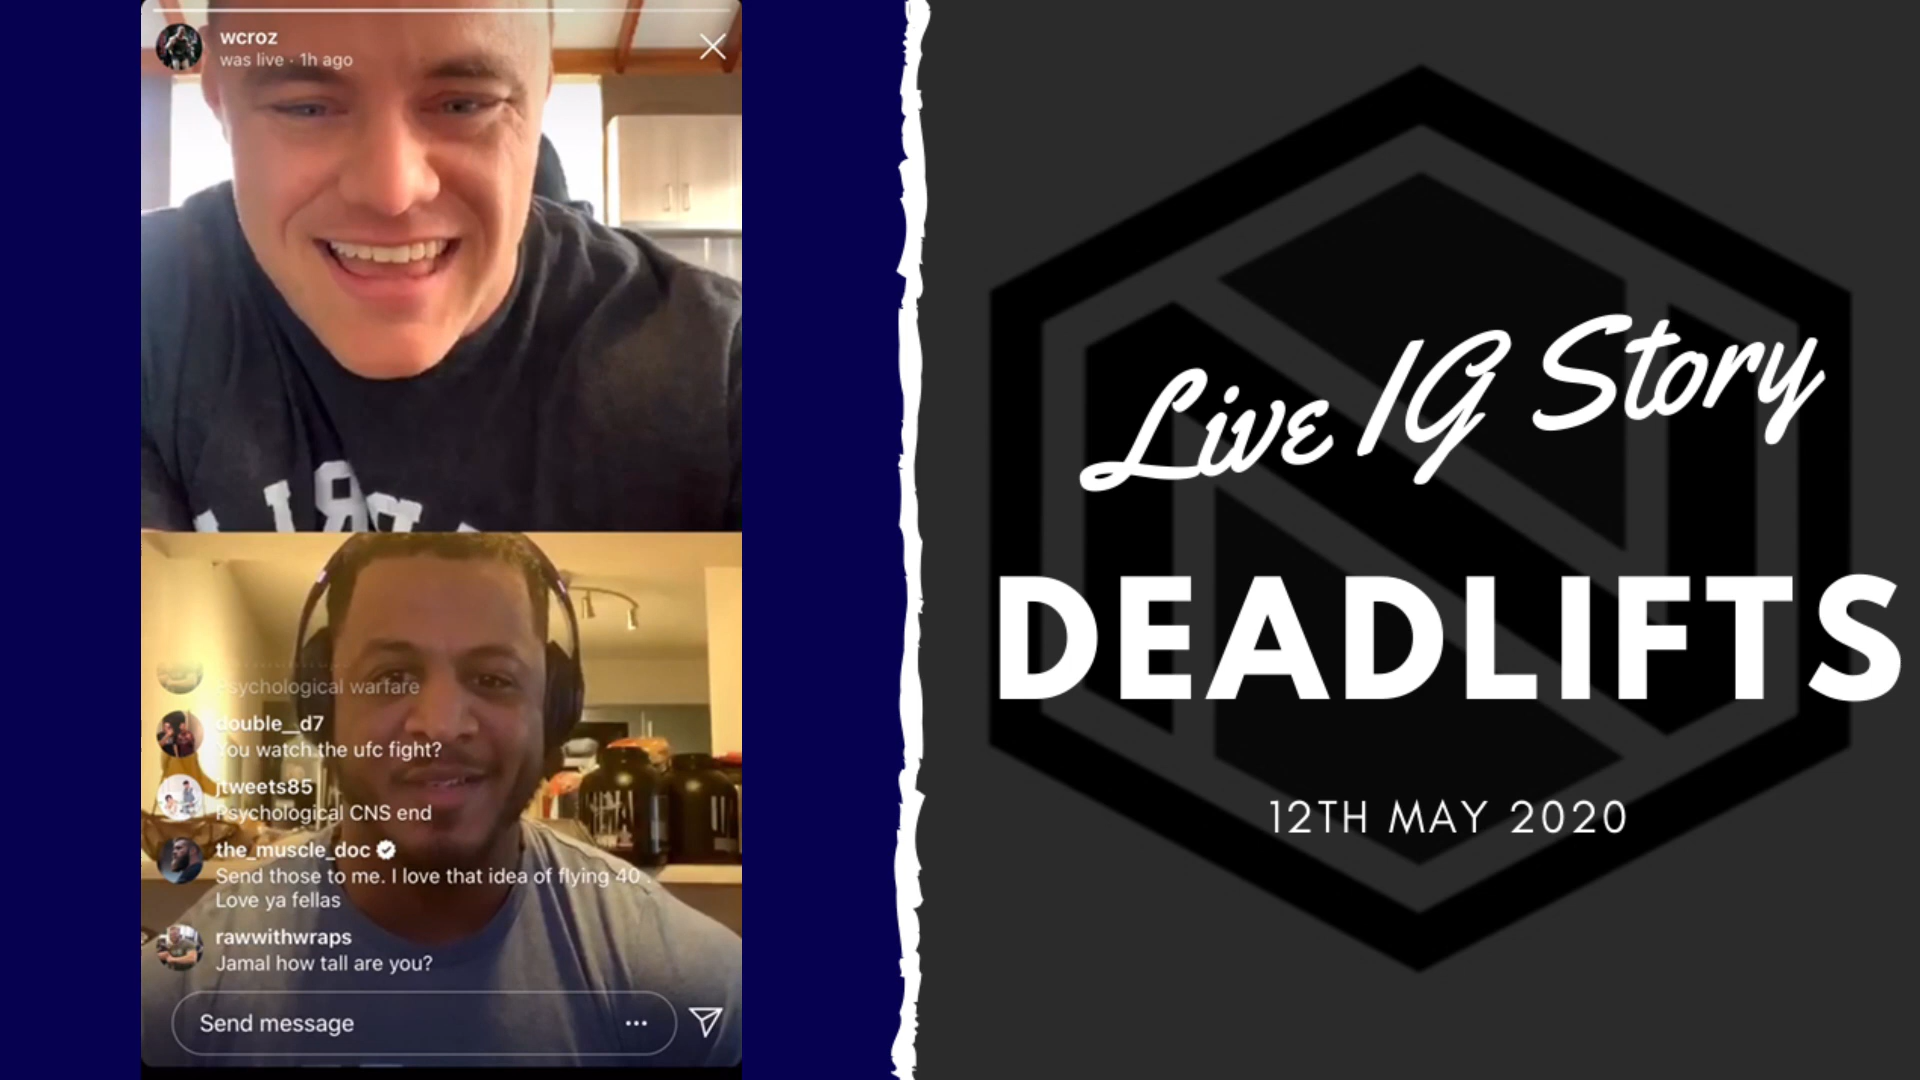 wcroz
was live · 1h ago
Psychological warfare
double__d7
You watch the ufc fight?
jtweets85
Psychological CNS end
the_muscle_doc
Send those to me. I love that idea of flying 40 .
Love ya fellas
rawwithwraps
Jamal how tall are you?
Send message
Live IG Story
DEADLIFTS
12TH MAY 2020